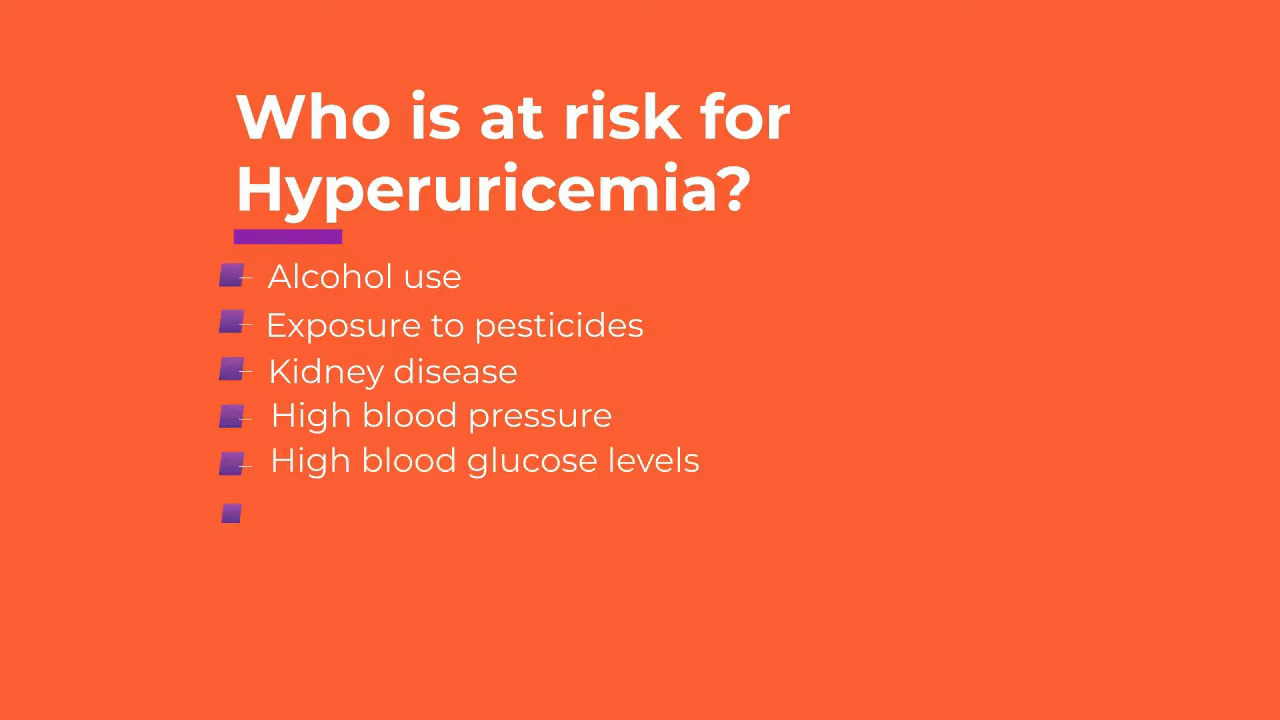 Who is at risk for
Hyperuricemia?
Alcohol use
Exposure to pesticides
Kidney disease
High blood pressure
High blood glucose levels